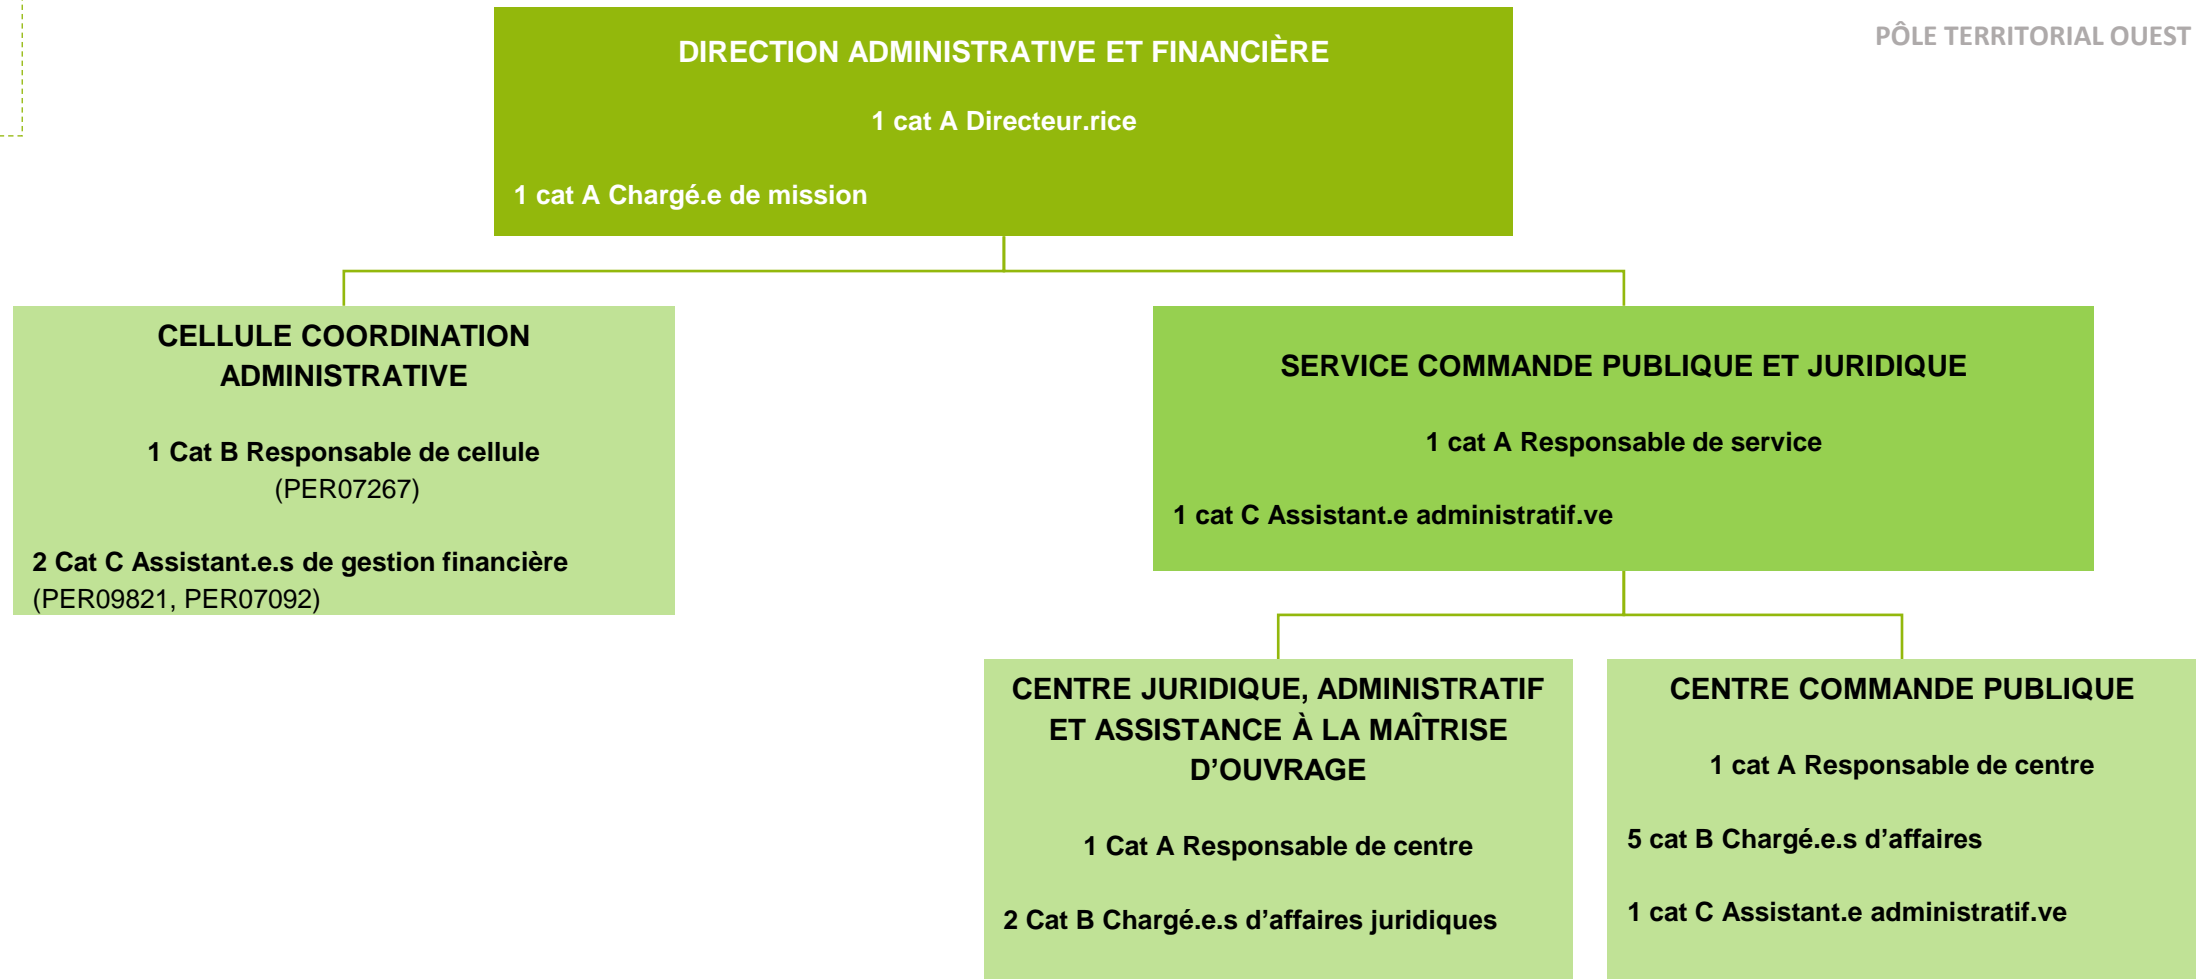 PÔLE TERRITORIAL OUEST
DIRECTION ADMINISTRATIVE ET FINANCIÈRE
1 cat A Directeur.rice
1 cat A Chargé.e de mission
CELLULE COORDINATION
ADMINISTRATIVE
1 Cat B Responsable de cellule
(PER07267)
2 Cat C Assistant.e.s de gestion financière
(PER09821, PER07092)
SERVICE COMMANDE PUBLIQUE ET JURIDIQUE
1 cat A Responsable de service
1 cat C Assistant.e administratif.ve
CENTRE JURIDIQUE, ADMINISTRATIF
ET ASSISTANCE À LA MAÎTRISE
D’OUVRAGE
1 Cat A Responsable de centre
2 Cat B Chargé.e.s d’affaires juridiques
CENTRE COMMANDE PUBLIQUE
1 cat A Responsable de centre
5 cat B Chargé.e.s d’affaires
1 cat C Assistant.e administratif.ve